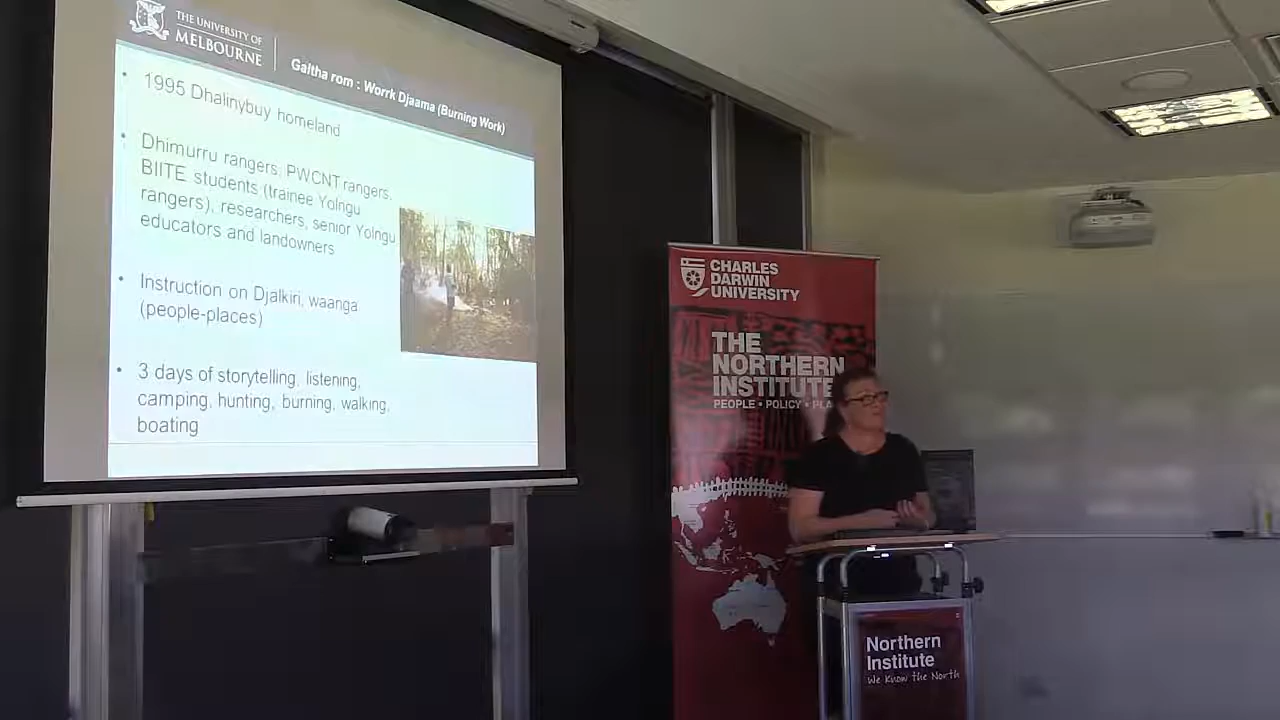 THE UNIVERSITY OF
MELBOURNE
Galtha rom : Worrk Djaama (Burning Work)
• 1995 Dhalinybuy homeland
• Dhimurru rangers, PWCNT rangers,
BIITE students (trainee Yolngu
rangers), researchers, senior Yolngu
educators and landowners
• Instruction on Djalkiri, waanga
(people-places)
• 3 days of storytelling, listening,
camping, hunting, burning, walking,
boating
CHARLES
DARWIN
UNIVERSITY
THE
NORTHERN
INSTITUTE
PEOPLE • POLICY •
Northern
Institute
We Know the North